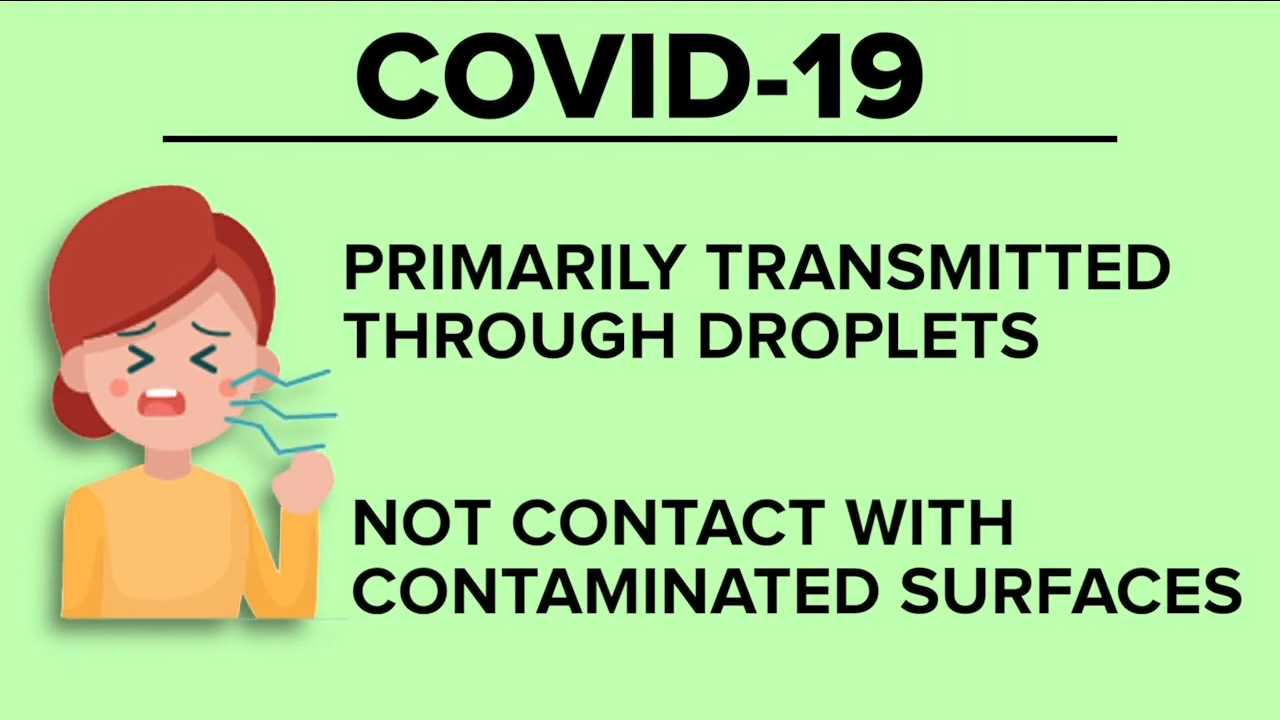 COVID-19
PRIMARILY TRANSMITTED
THROUGH DROPLETS
NOT CONTACT WITH
CONTAMINATED SURFACES